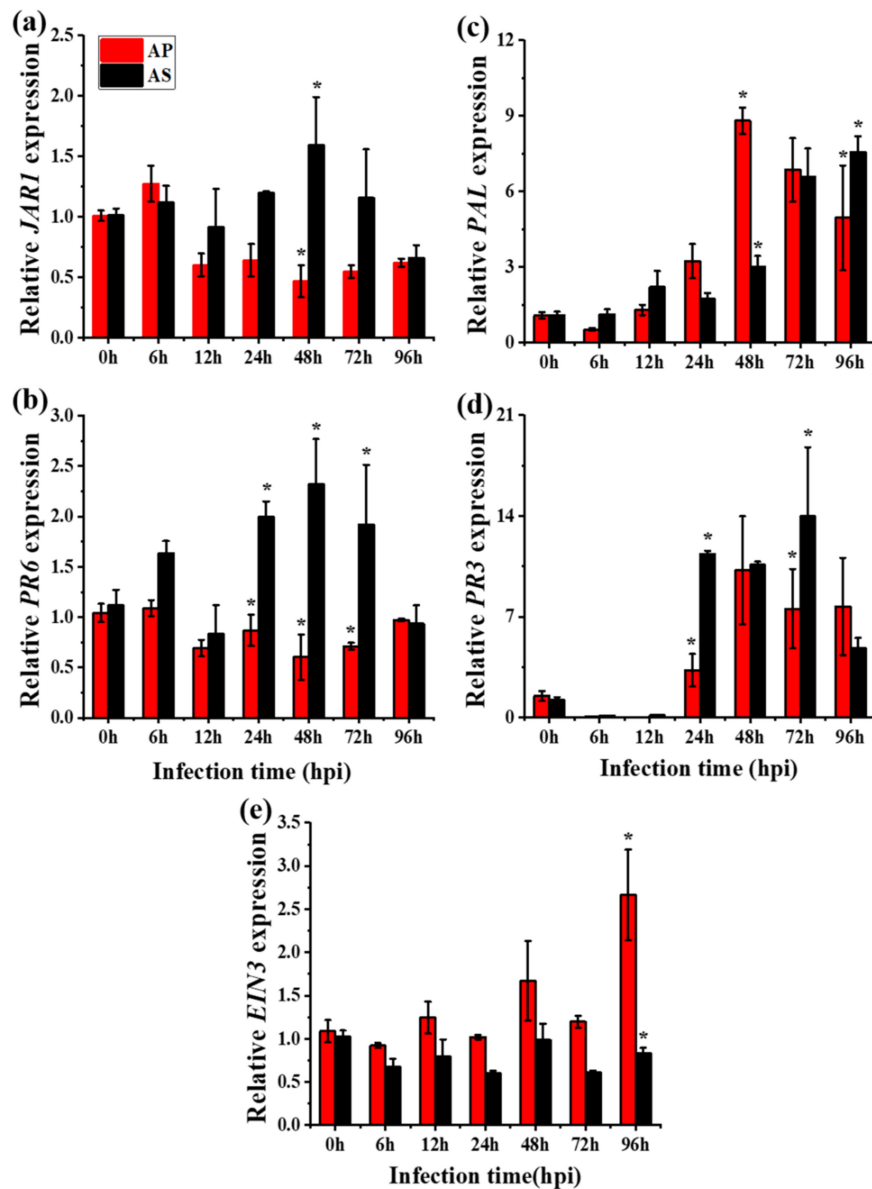 (a)
Relative JAR1 expression
2.5
2.0
1.5
1.0
0.5
0.0
AP
AS
*
*
0h 6h 12h 24h 48h 72h 96h
(c)
Relative PAL expression
12
9
6
3
0
*
*
*
*
0h 6h 12h 24h 48h 72h 96h
(b)
Relative PR6 expression
3.0
2.5
2.0
1.5
1.0
0.5
0.0
*
*
*
*
*
*
0h 6h 12h 24h 48h 72h 96h
Infection time (hpi)
(d)
Relative PR3 expression
21
14
7
0
*
*
*
*
0h 6h 12h 24h 48h 72h 96h
Infection time (hpi)
(e)
Relative EIN3 expression
3.5
3.0
2.5
2.0
1.5
1.0
0.5
0.0
*
*
0h 6h 12h 24h 48h 72h 96h
Infection time(hpi)